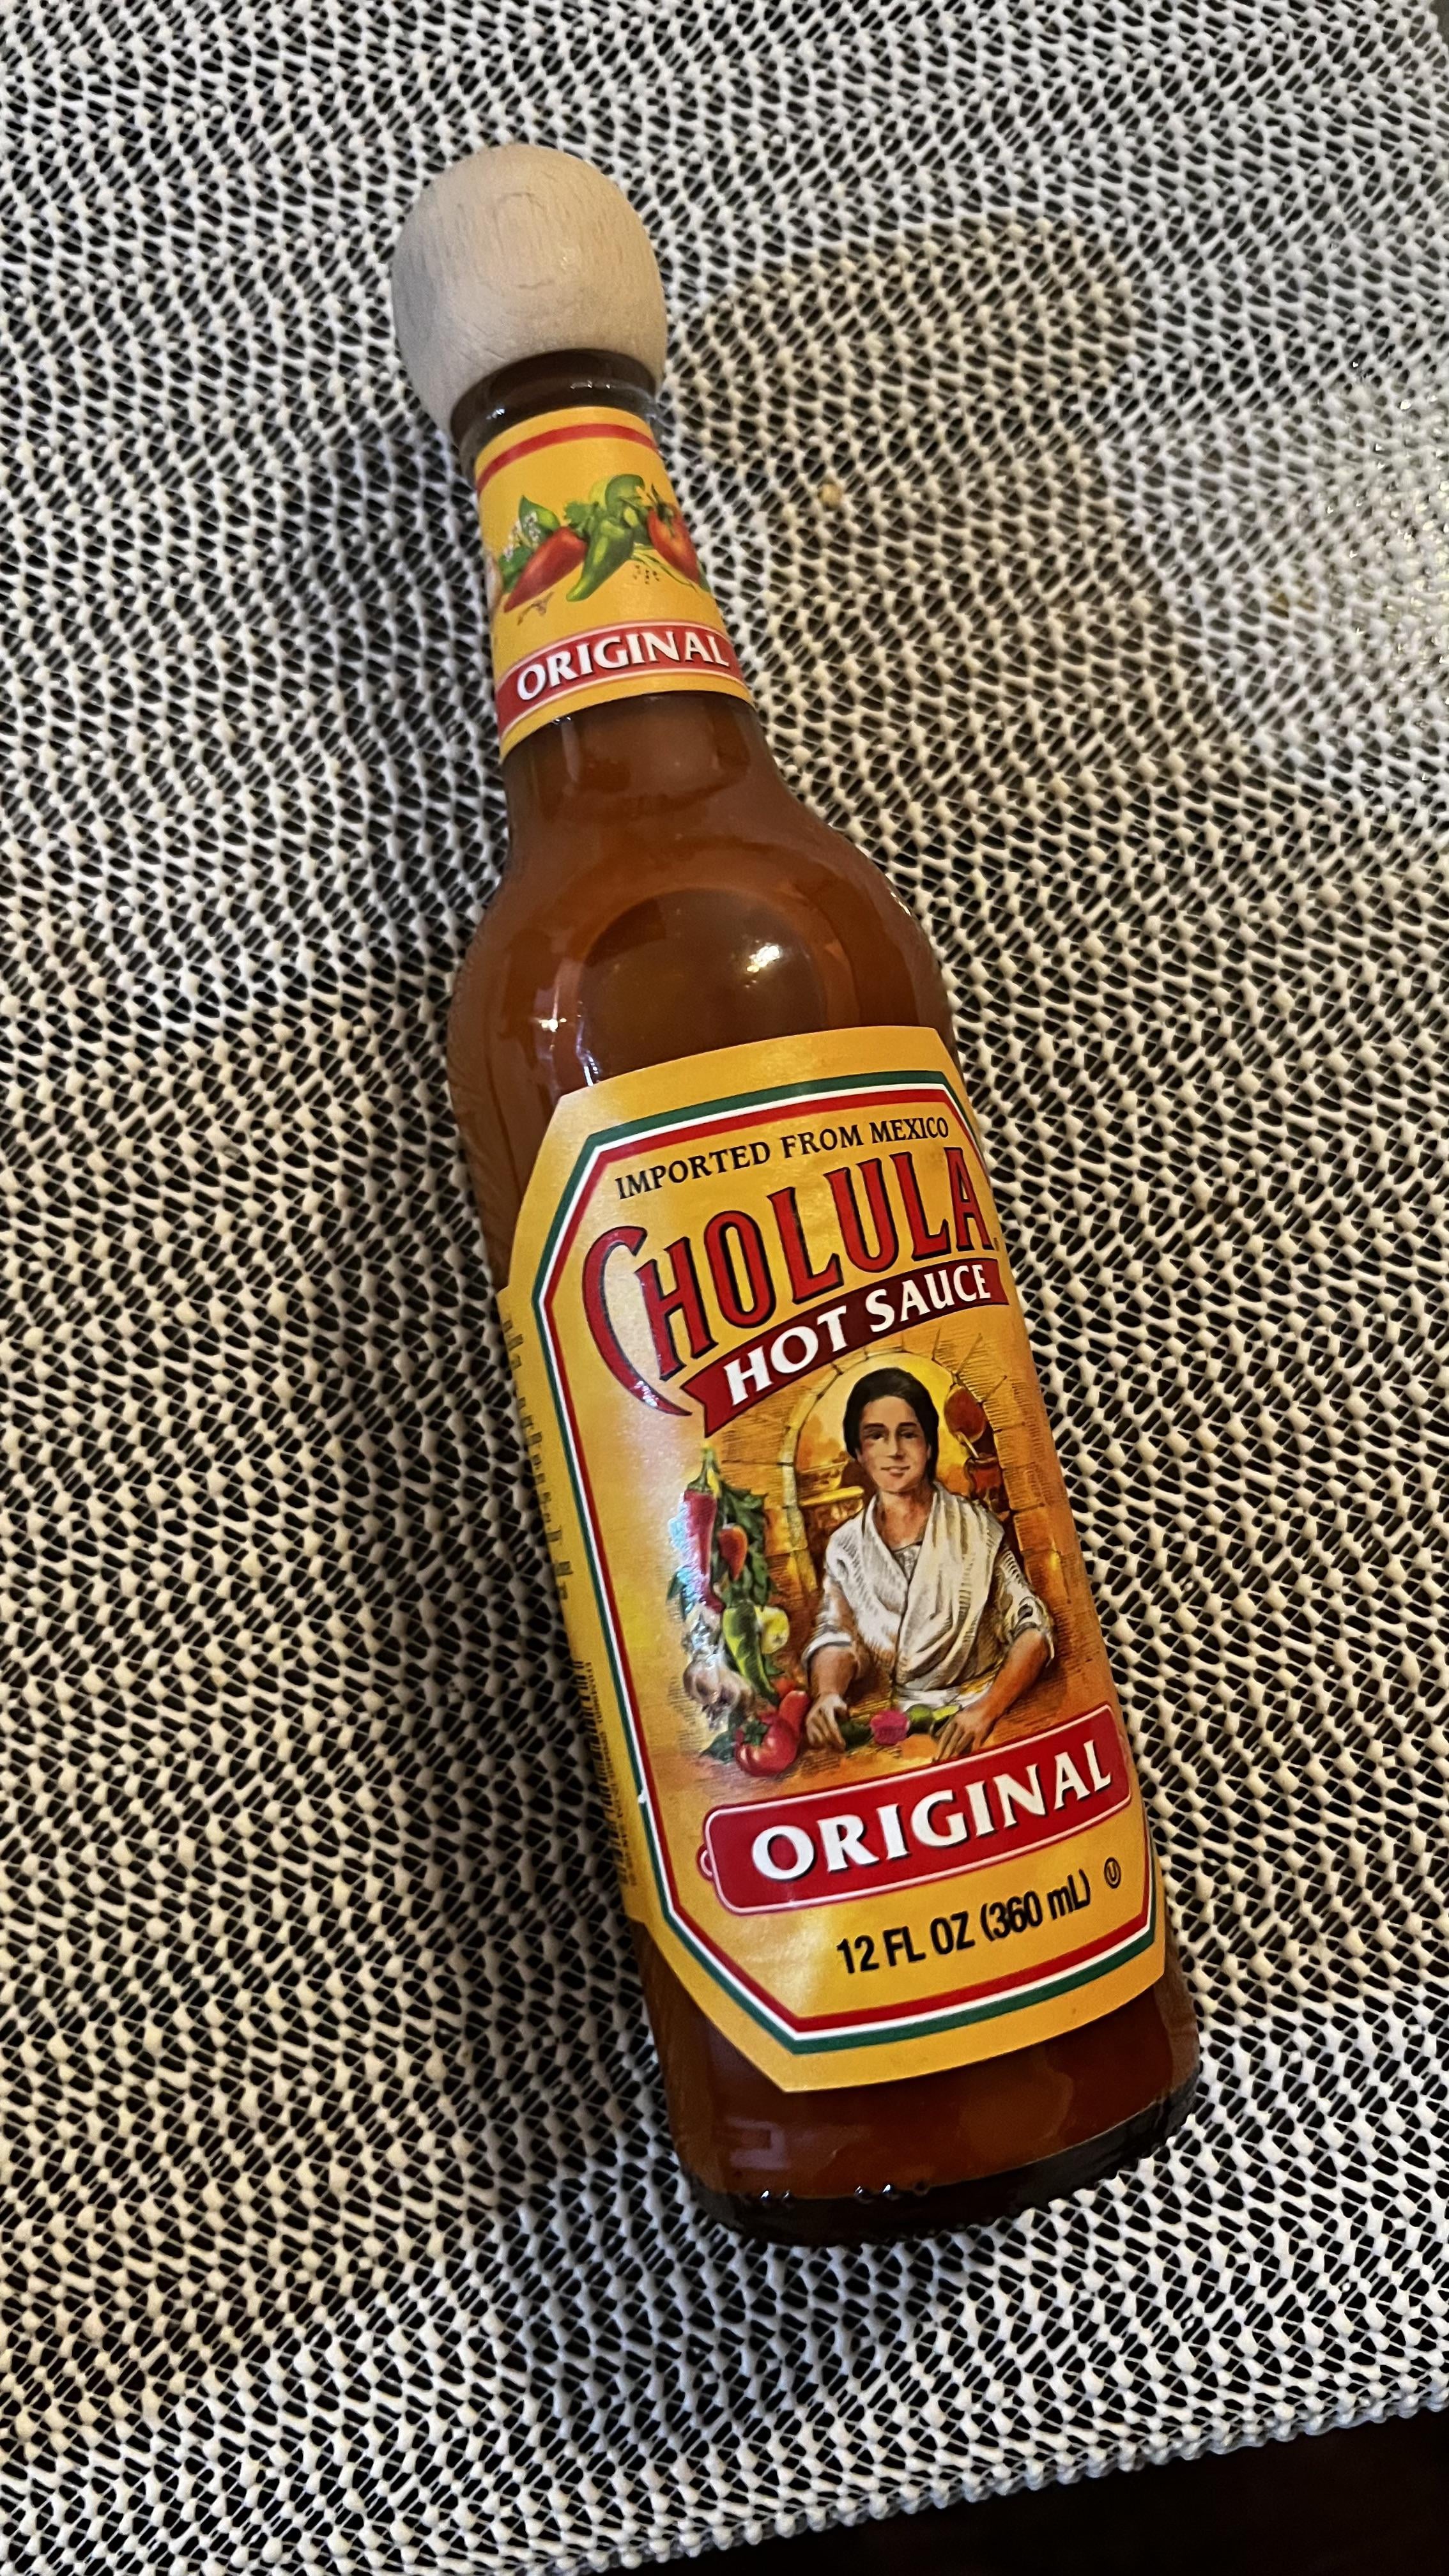 ORIGINAL
IMPORTED FROM MEXICO
CHOLULA
HOT SAUCE
ORIGINAL
12 FL OZ (360 mL) Ⓤ